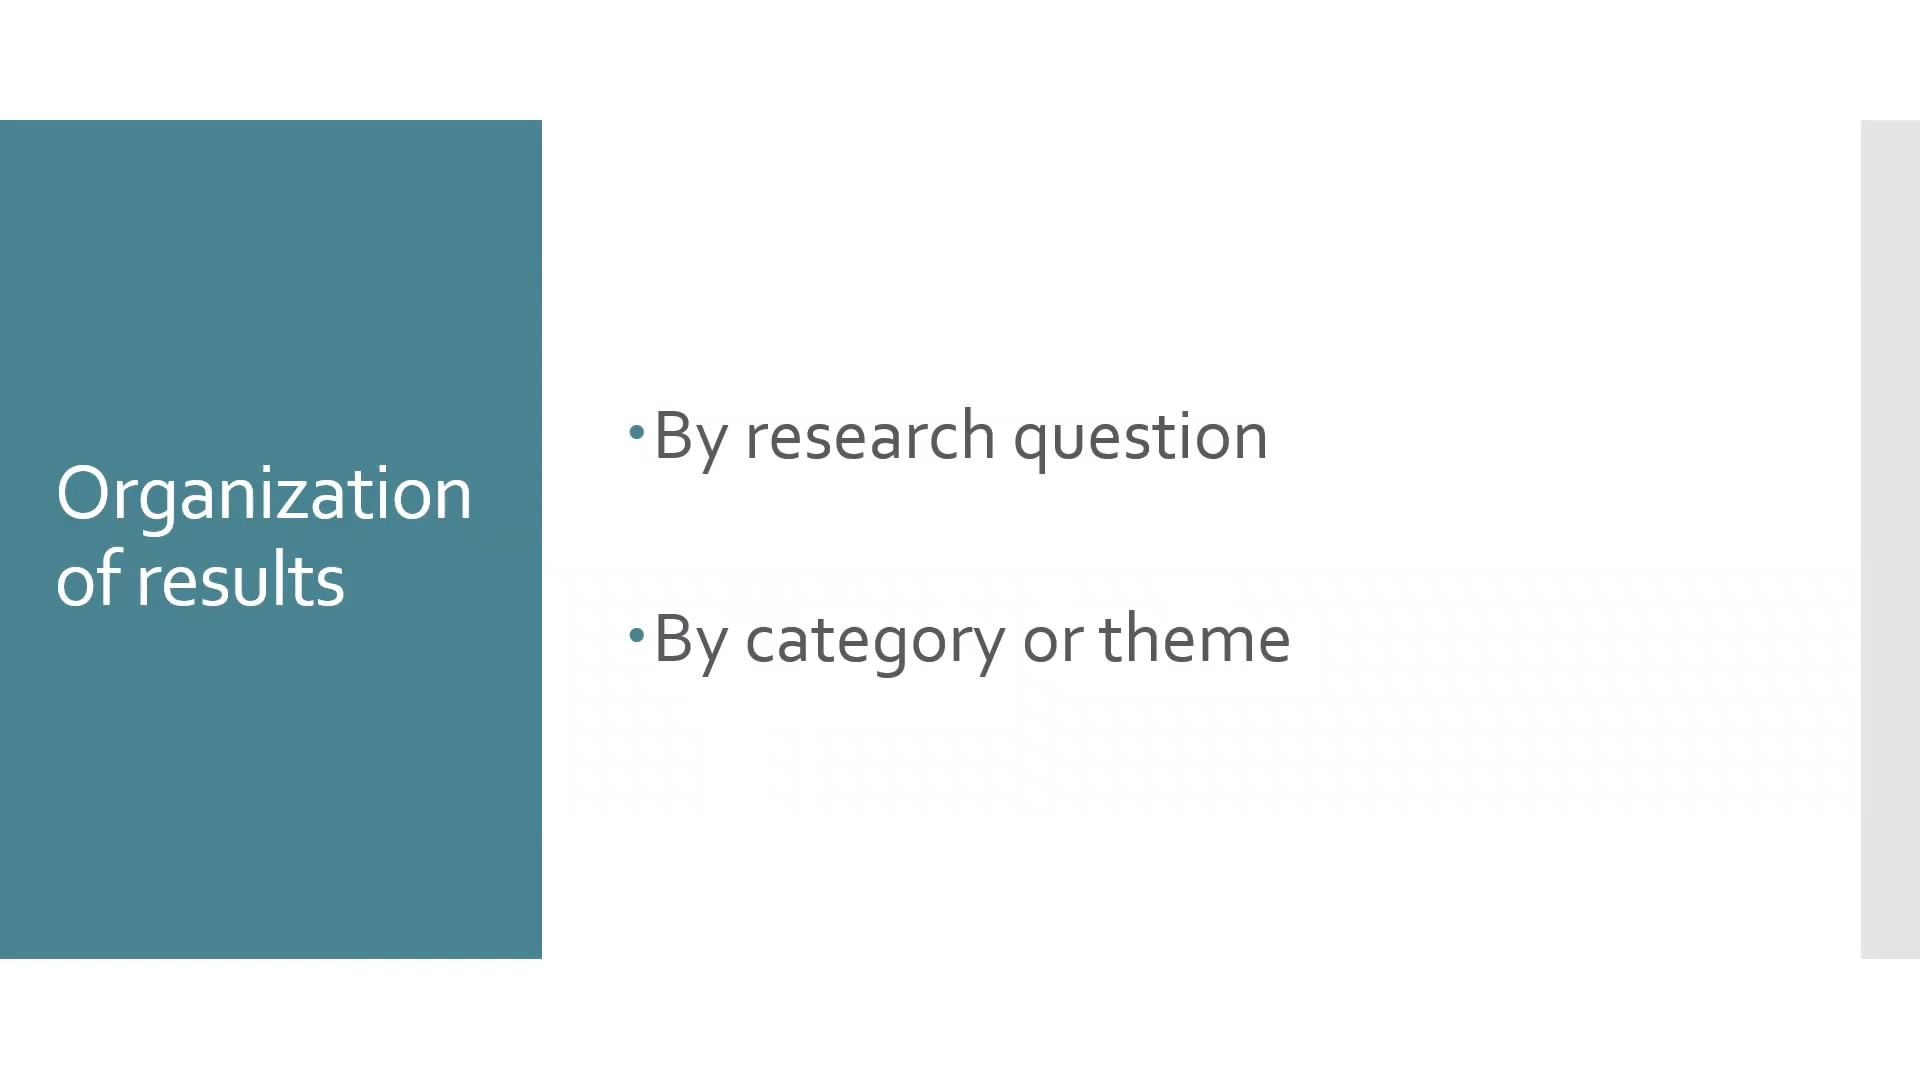 Organization
of results
•By research question
•By category or theme